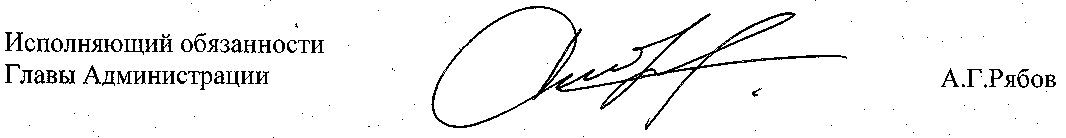 Исполняющий обязанности
Главы Администрации
А.Г.Рябов